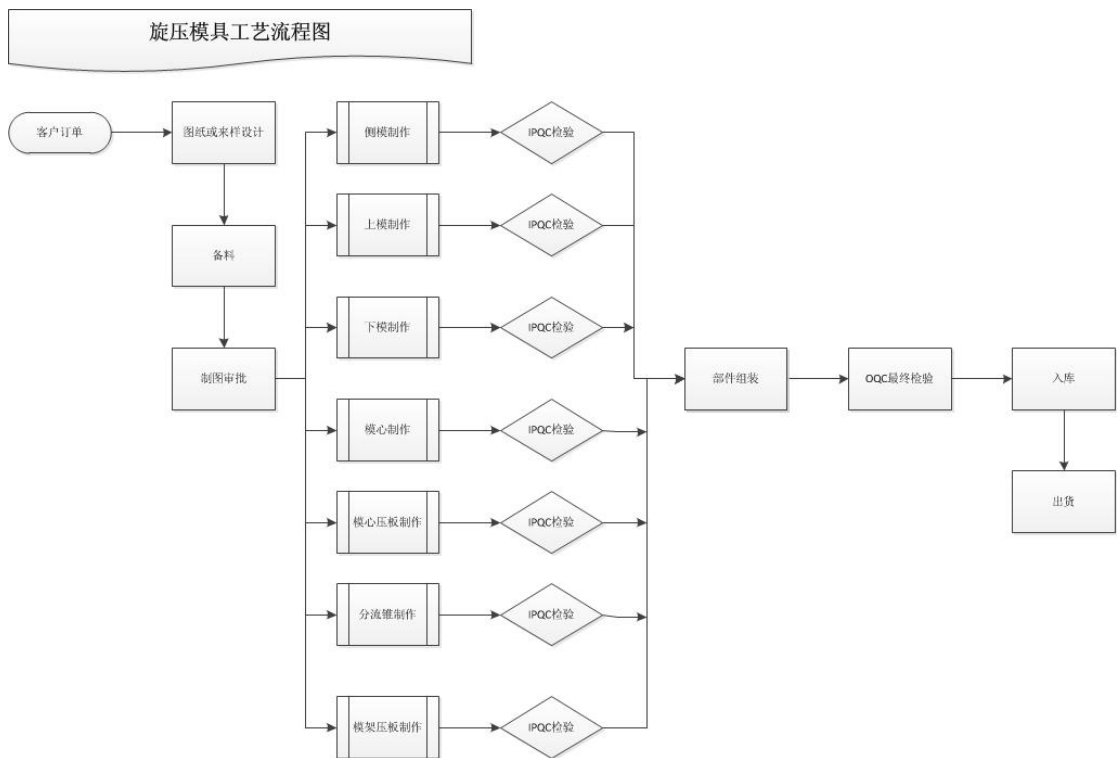 旋压模具工艺流程图
客户订单
图纸或来样设计
备料
制图审批
侧模制作
IPQC检验
上模制作
IPQC检验
下模制作
IPQC检验
模心制作
IPQC检验
模心压板制作
IPQC检验
分流锥制作
IPQC检验
模架压板制作
IPQC检验
部件组装
OQC最终检验
入库
出货